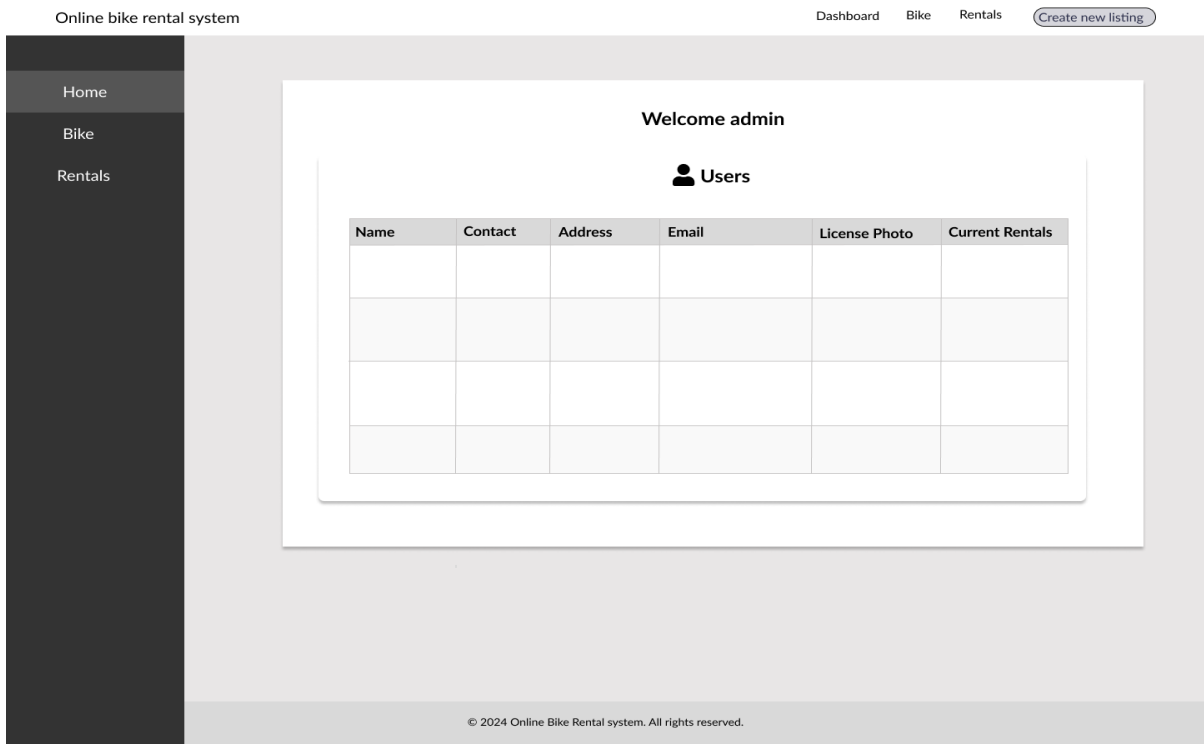 Online bike rental system
Dashboard Bike Rentals Create new listing
Home
Bike
Rentals
Welcome admin
Users
Name Contact Address Email License Photo Current Rentals
© 2024 Online Bike Rental system. All rights reserved.